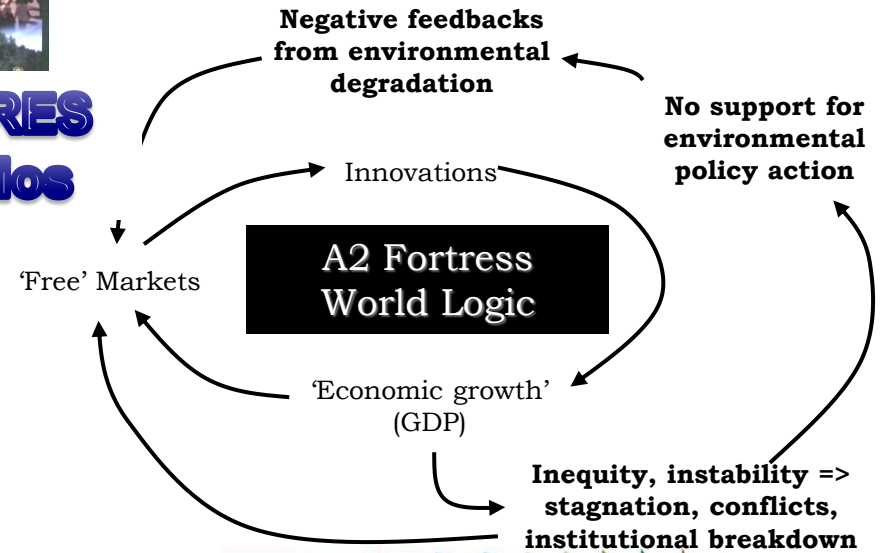 Negative feedbacks
from environmental
degradation
No support for
environmental
policy action
Innovations
A2 Fortress
World Logic
‘Free’ Markets
‘Economic growth’
(GDP)
Inequity, instability =>
stagnation, conflicts,
institutional breakdown